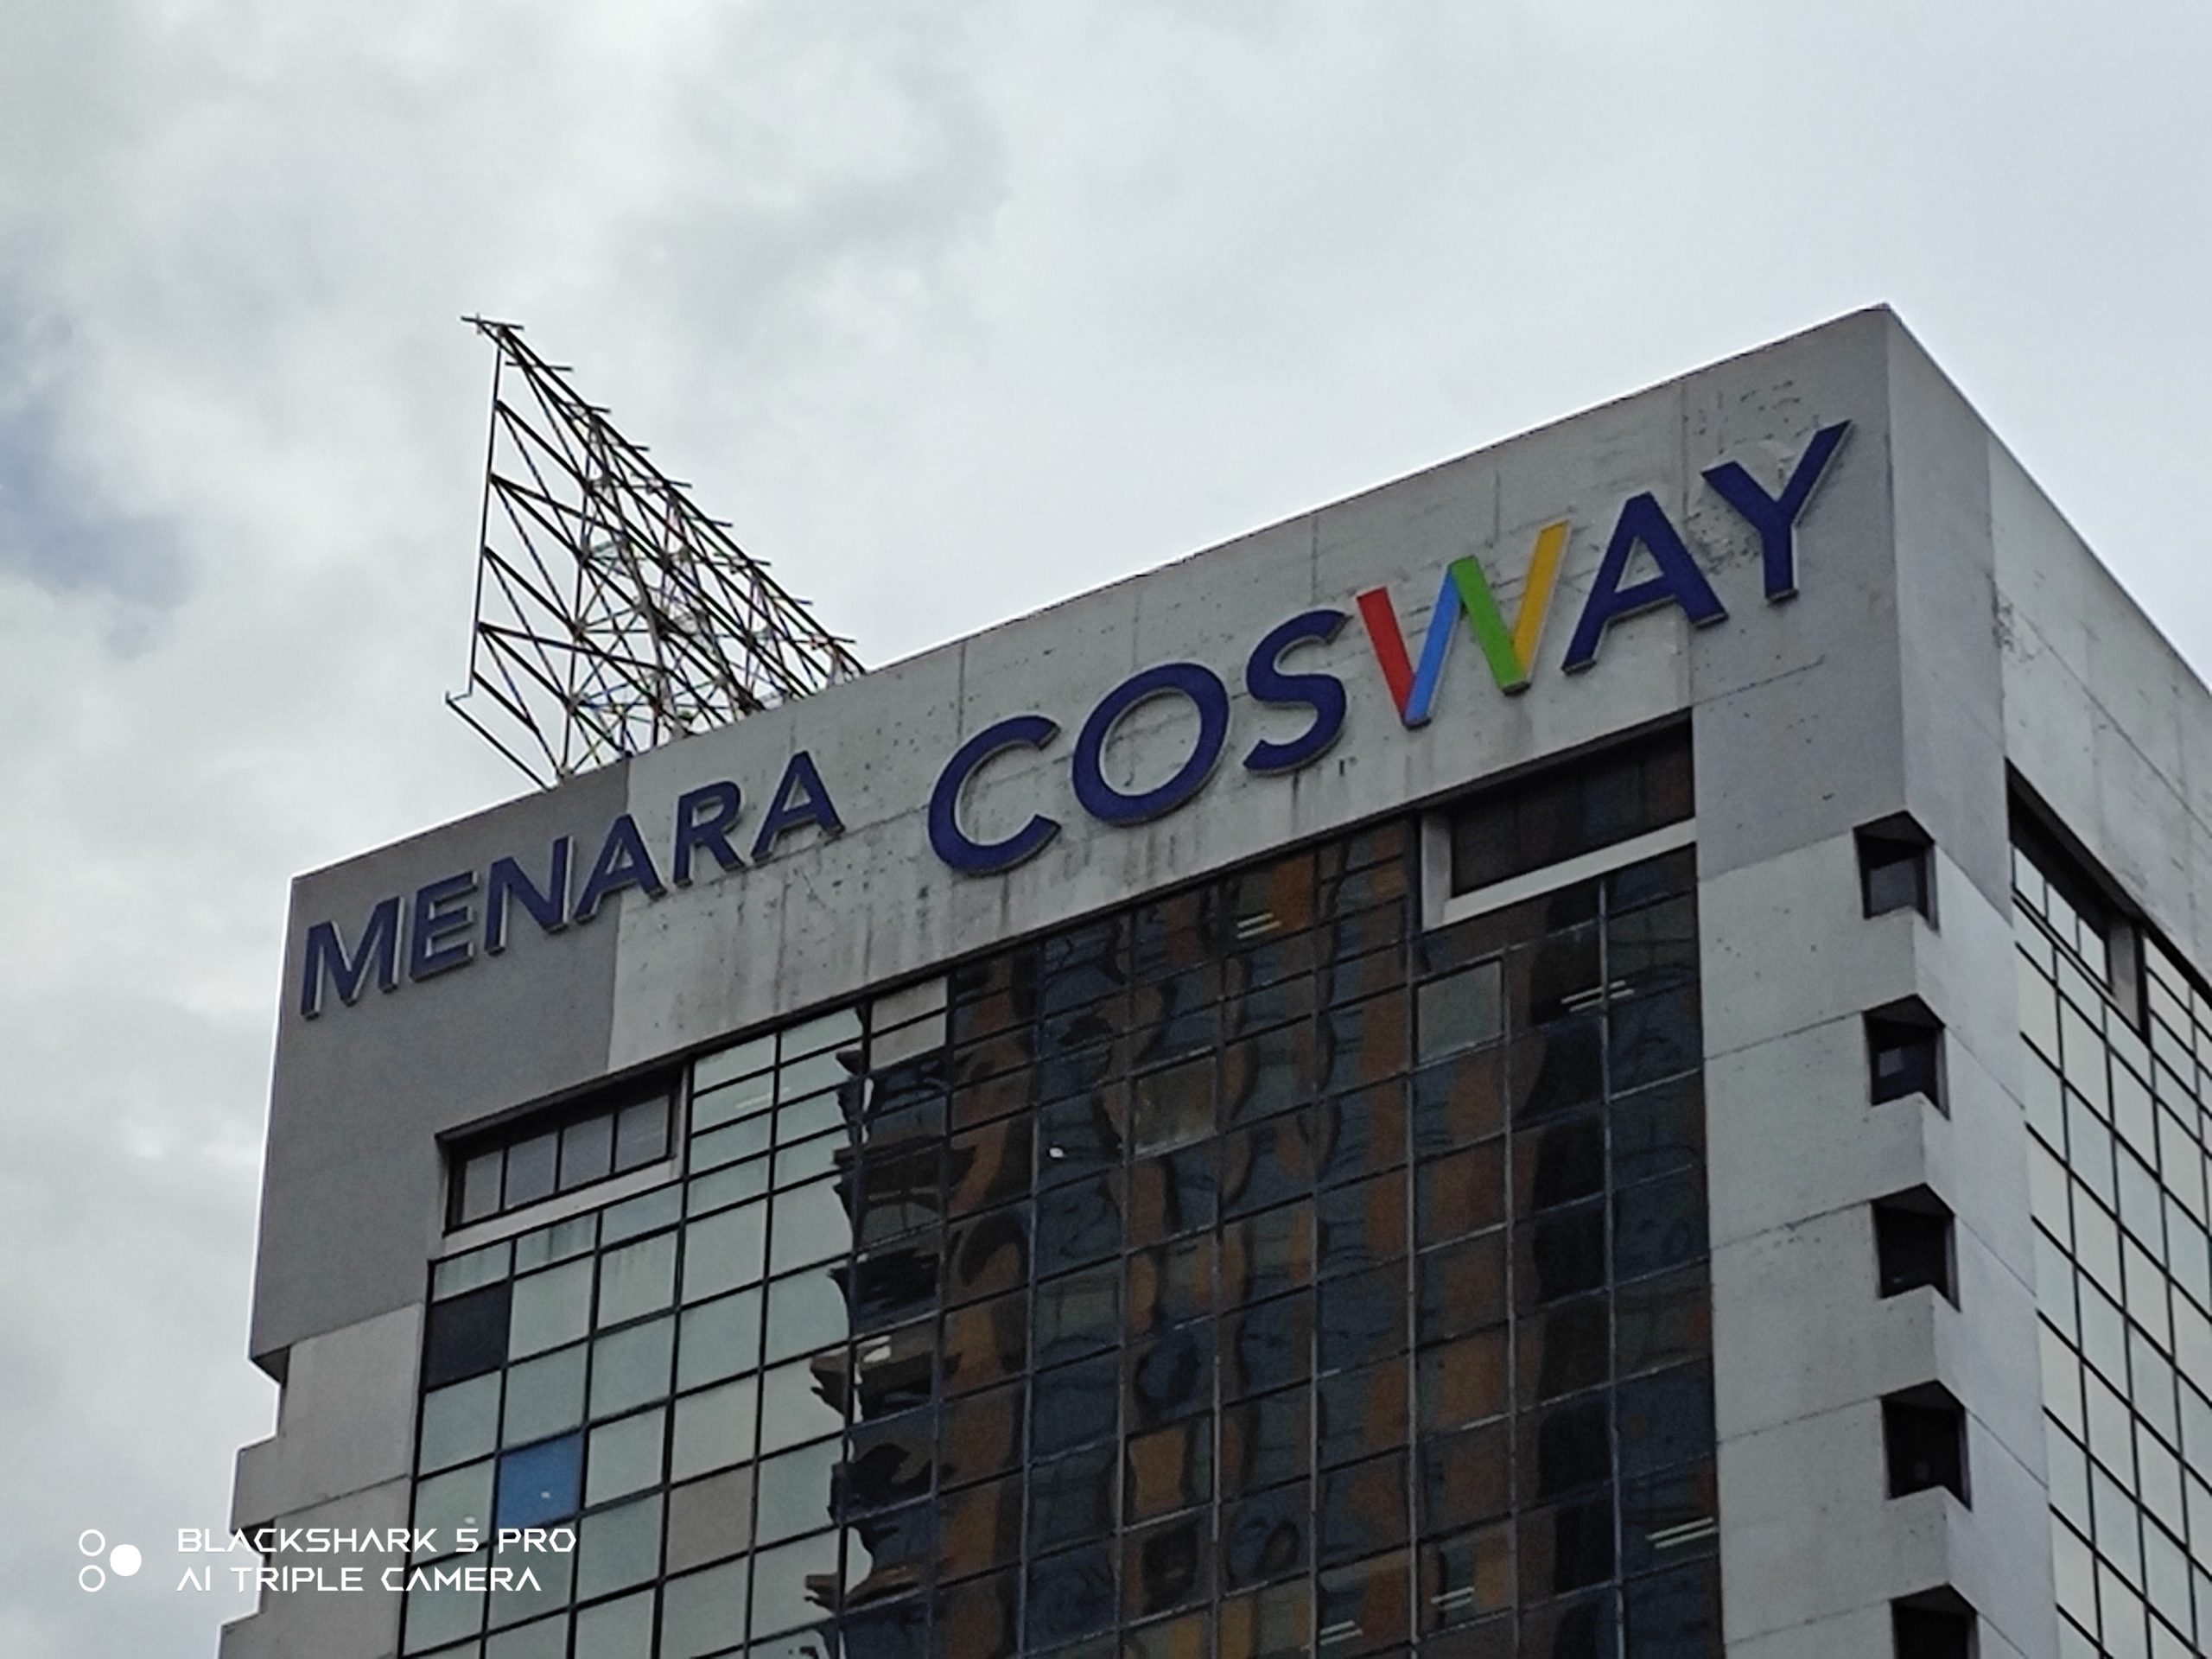 MENARA COSWAY
BLACKSHARK 5 PRO
AI TRIPLE CAMERA